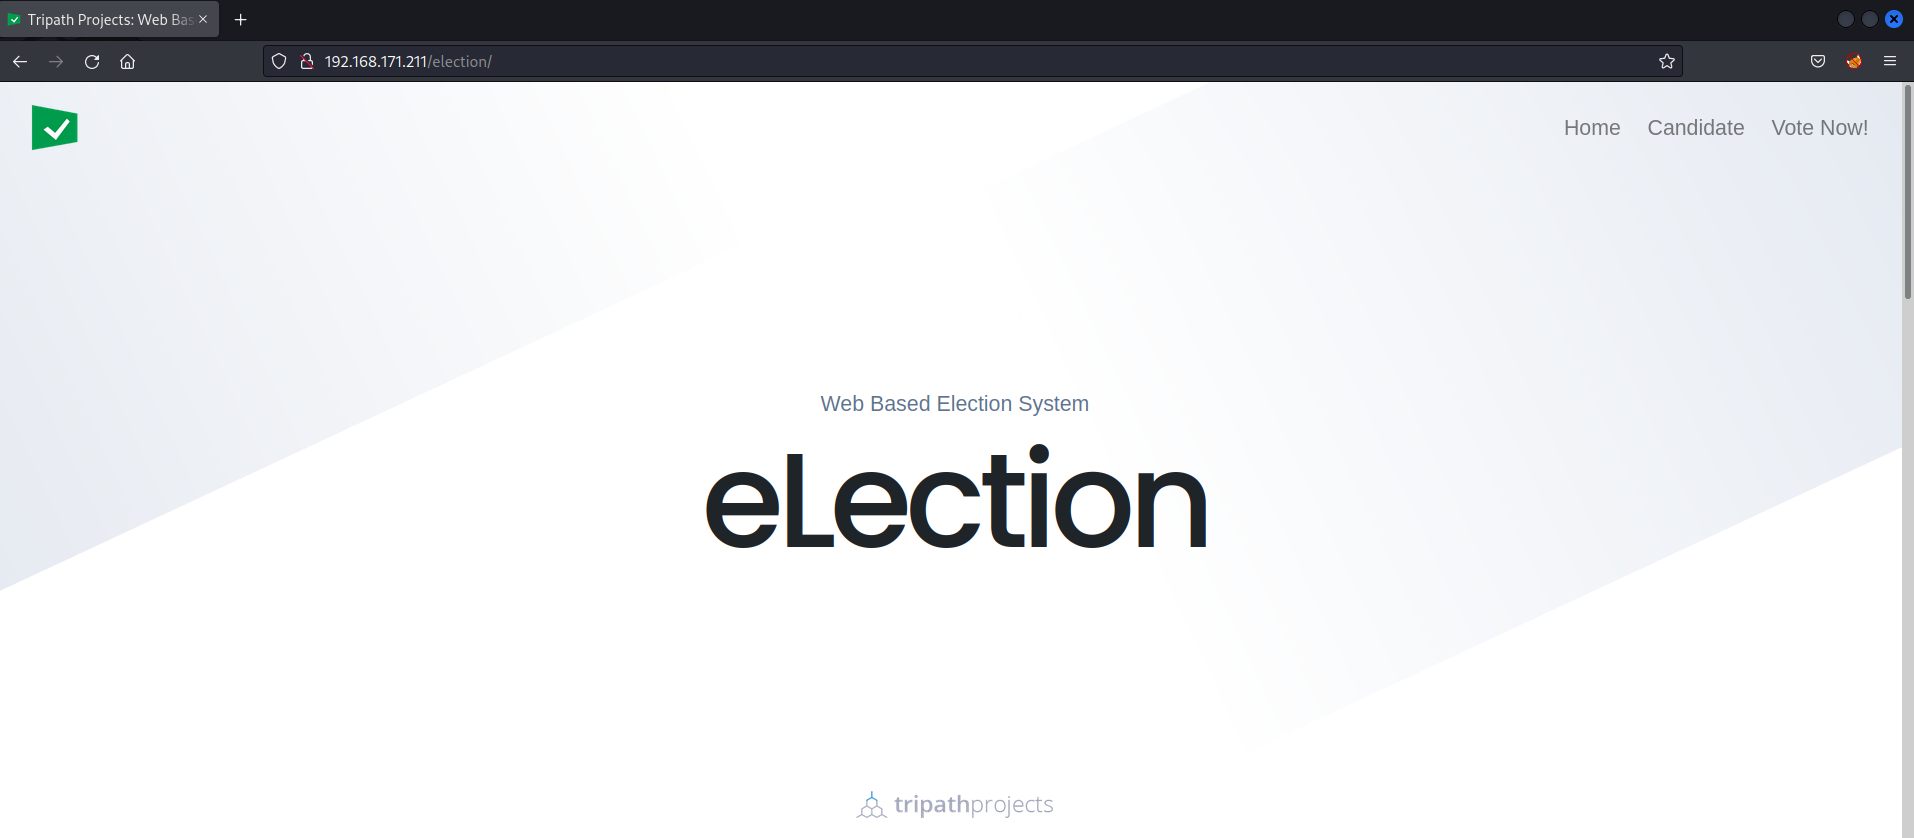 Tripath Projects: Web Bas
192.168.171.211/election/
Home Candidate Vote Now!
Web Based Election System
eLection
tripathprojects